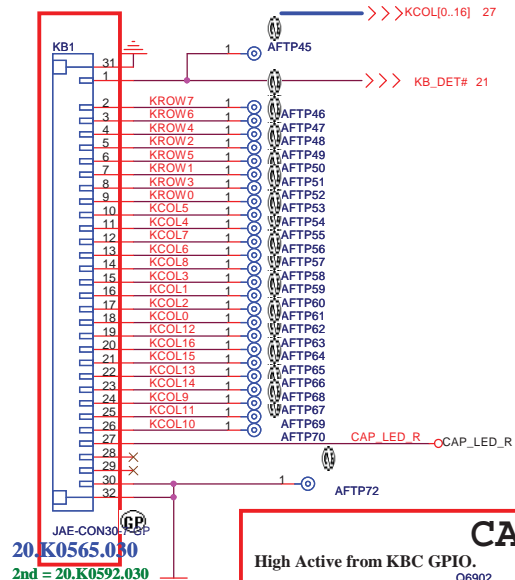 KCOL[0..16] 27
KB1
1
AFTP45
31
1
KB_DET# 21
2 KROW7 1 AFTP46
3 KROW6 1 AFTP47
4 KROW4 1 AFTP48
5 KROW2 1 AFTP49
6 KROW5 1 AFTP50
7 KROW1 1 AFTP51
8 KROW3 1 AFTP52
9 KROW0 1 AFTP53
10 KCOL5 1 AFTP54
11 KCOL4 1 AFTP55
12 KCOL7 1 AFTP56
13 KCOL6 1 AFTP57
14 KCOL8 1 AFTP58
15 KCOL3 1 AFTP59
16 KCOL1 1 AFTP60
17 KCOL2 1 AFTP61
18 KCOL0 1 AFTP62
19 KCOL12 1 AFTP63
20 KCOL16 1 AFTP64
21 KCOL15 1 AFTP65
22 KCOL13 1 AFTP66
23 KCOL14 1 AFTP68
24 KCOL9 1 AFTP67
25 KCOL11 1 AFTP69
26 KCOL10 1 AFTP70
27 CAP_LED_R CAP_LED_R
28
29
30 1 AFTP72
32
JAE-CON30-7-GP
GP
20.K0565.030
2nd = 20.K0592.030
CA
High Active from KBC GPIO.
Q6902